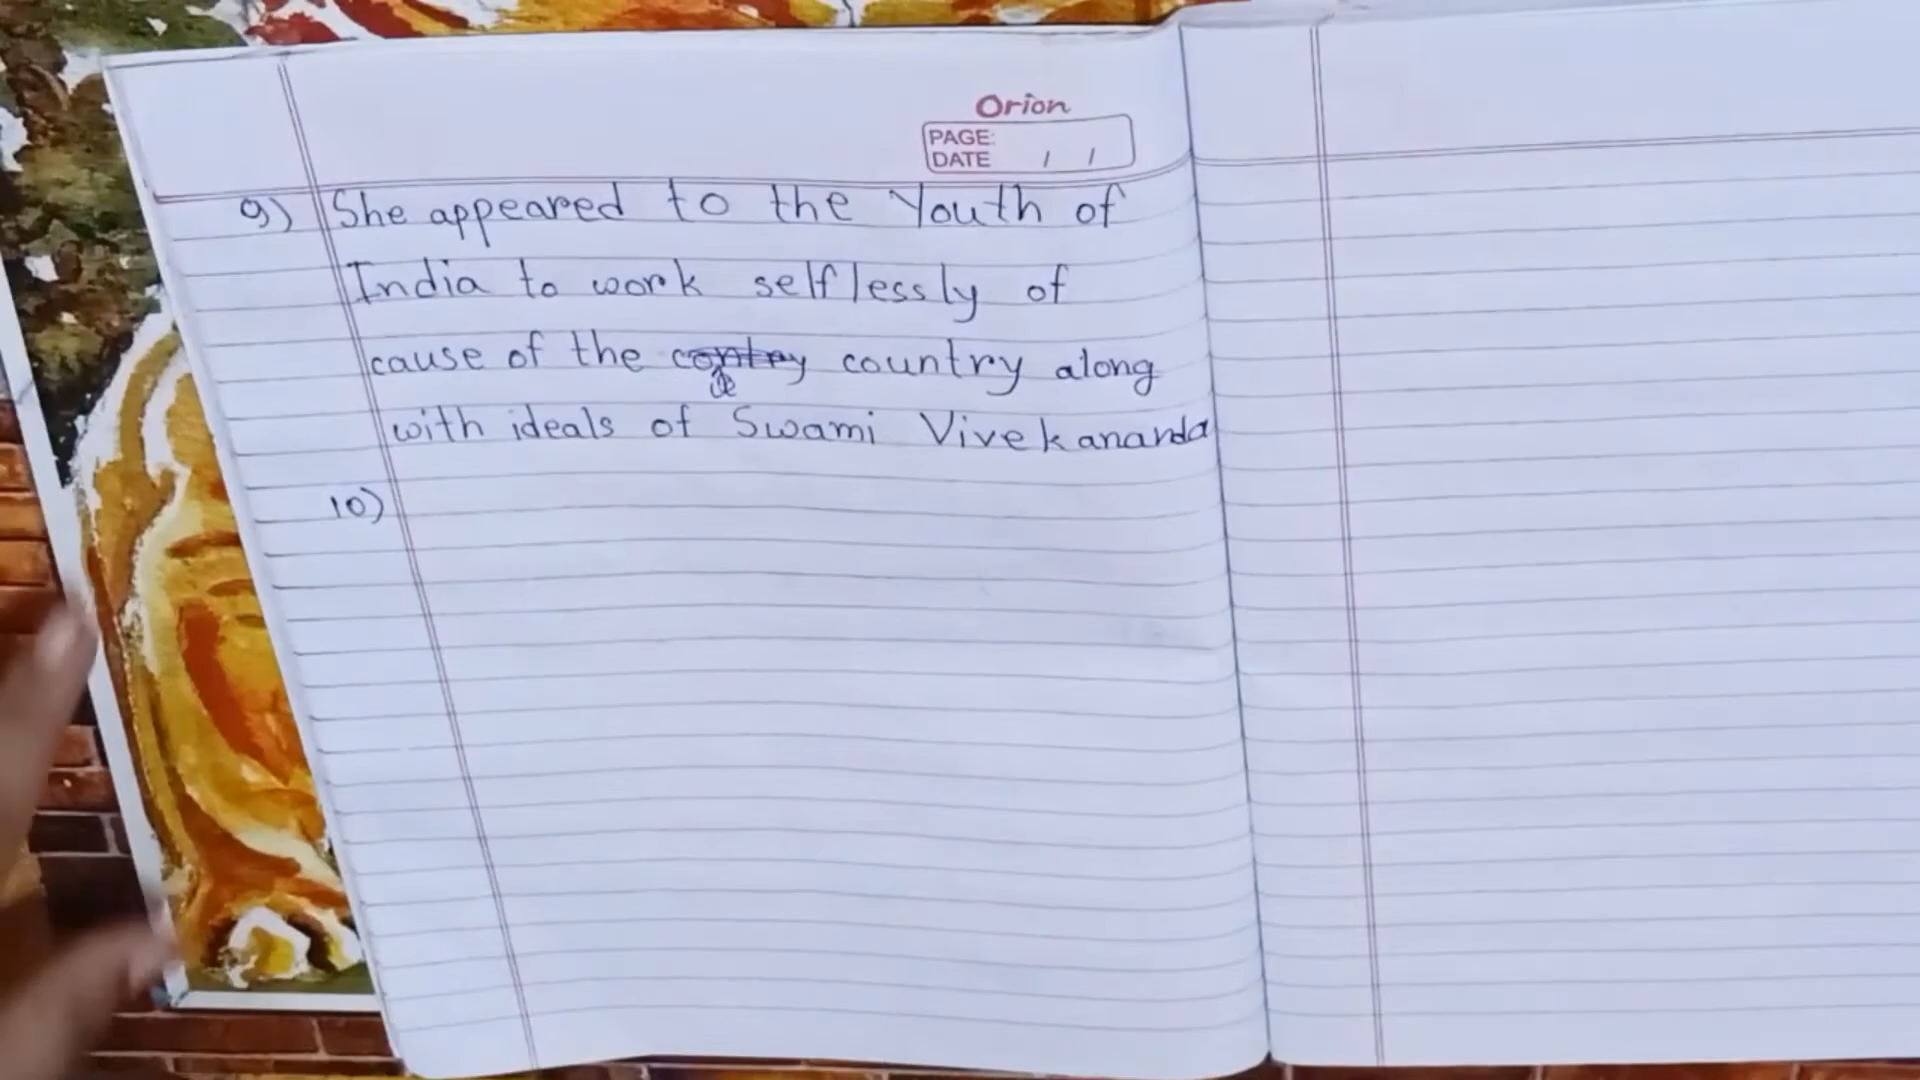 Orion
PAGE:
DATE / /
9) She appeared to the Youth of
India to work selflessly of
cause of the contry country along
with ideals of Swami Vivekananda
10)